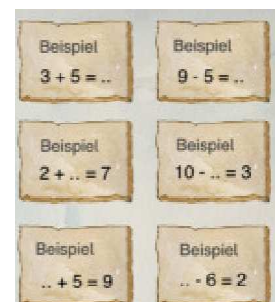 Beispiel
3 + 5 = ..
Beispiel
9 - 5 = ..
Beispiel
2 + .. = 7
Beispiel
10 - .. = 3
Beispiel
.. + 5 = 9
Beispiel
.. - 6 = 2